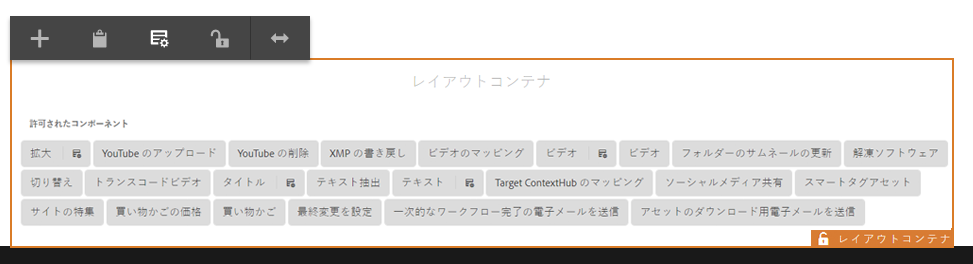 レイアウトコンテナ
許可されたコンポーネント
拡大 YouTube のアップロード YouTube の削除 XMP の書き戻し ビデオのマッピング ビデオ ビデオ フォルダーのサムネールの更新 解凍ソフトウェア
切り替え トランスコードビデオ タイトル テキスト抽出 テキスト Target ContextHub のマッピング ソーシャルメディア共有 スマートタグアセット
サイトの特集 買い物かごの価格 買い物かご 最終変更を設定 一次的なワークフロー完了の電子メールを送信 アセットのダウンロード用電子メールを送信
レイアウトコンテナ